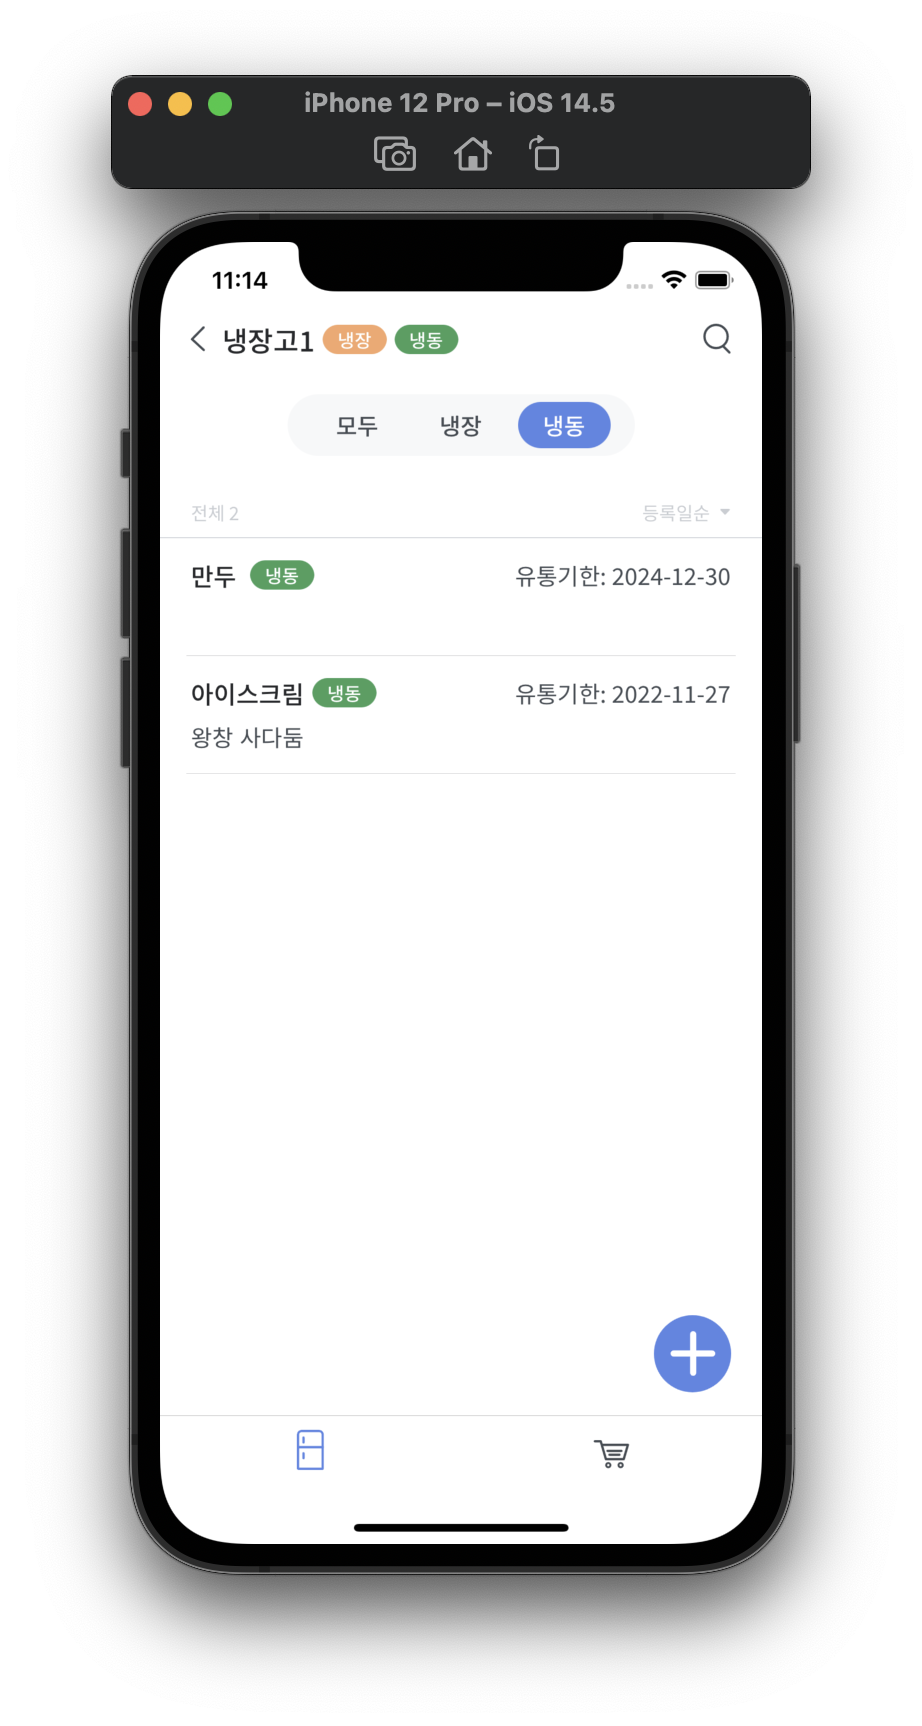 iPhone 12 Pro – iOS 14.5
11:14
냉장고1 냉장 냉동
모두 냉장 냉동
전체 2 등록일순
만두 냉동 유통기한: 2024-12-30
아이스크림 냉동 유통기한: 2022-11-27
왕창 사다둠